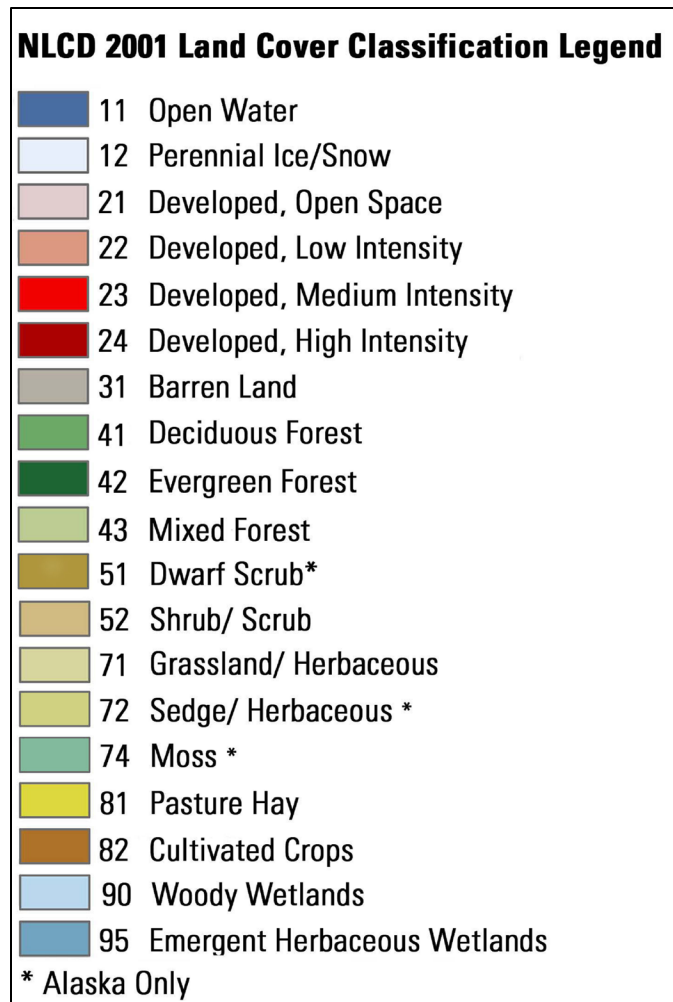 NLCD 2001 Land Cover Classification Legend
11 Open Water
12 Perennial Ice/Snow
21 Developed, Open Space
22 Developed, Low Intensity
23 Developed, Medium Intensity
24 Developed, High Intensity
31 Barren Land
41 Deciduous Forest
42 Evergreen Forest
43 Mixed Forest
51 Dwarf Scrub*
52 Shrub/ Scrub
71 Grassland/ Herbaceous
72 Sedge/ Herbaceous *
74 Moss *
81 Pasture Hay
82 Cultivated Crops
90 Woody Wetlands
95 Emergent Herbaceous Wetlands
* Alaska Only